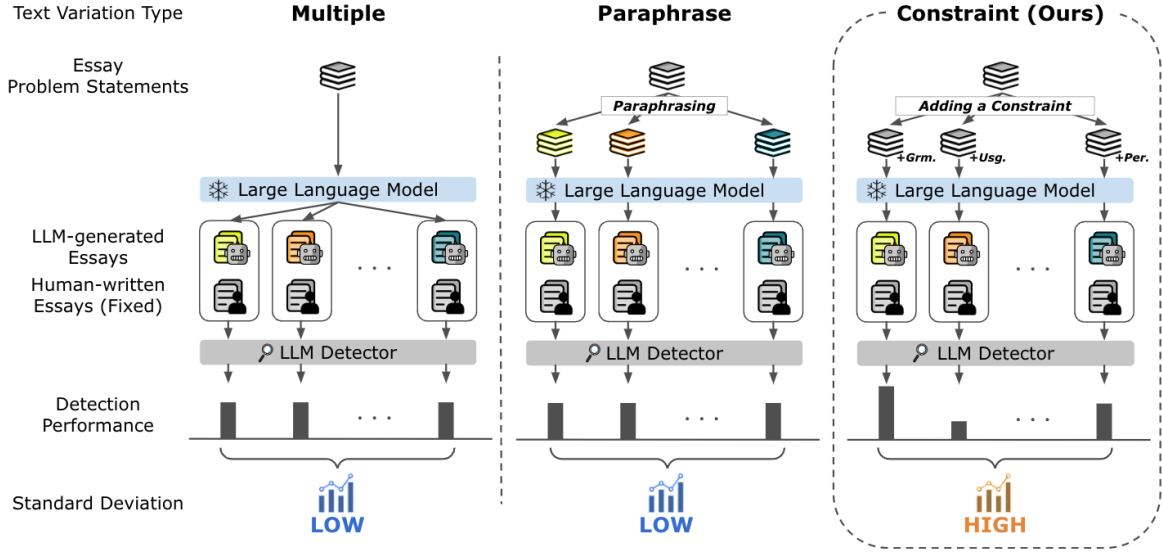 Text Variation Type
Multiple
Paraphrase
Constraint (Ours)
Essay
Problem Statements
Paraphrasing
Adding a Constraint
+Grm.
+Usg.
+Per.
Large Language Model
Large Language Model
Large Language Model
LLM-generated
Essays
. . .
. . .
. . .
Human-written
Essays (Fixed)
LLM Detector
LLM Detector
LLM Detector
Detection
Performance
. . .
. . .
. . .
Standard Deviation
LOW
LOW
HIGH